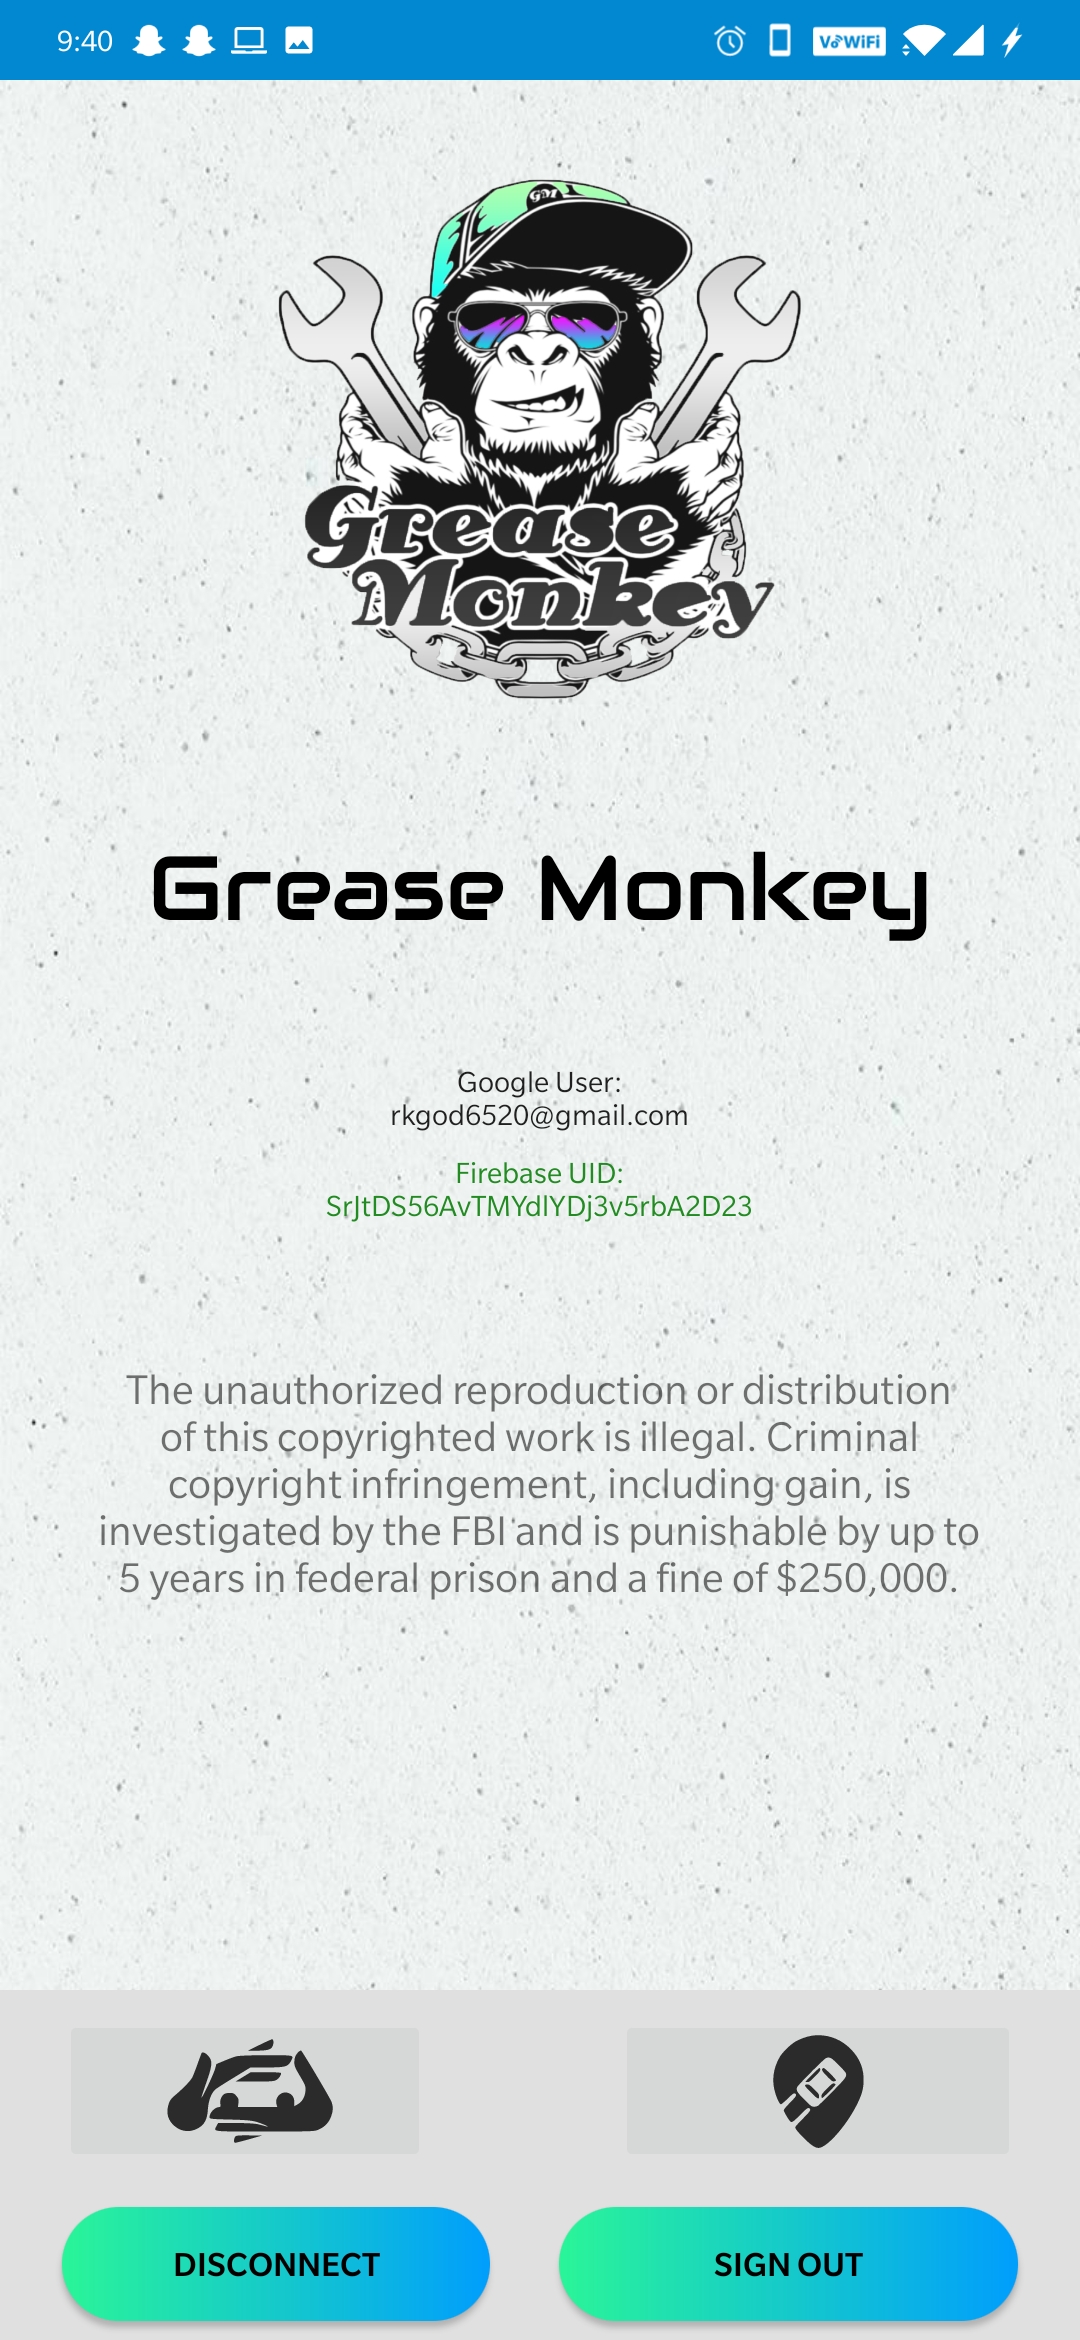 9:40
Vo WiFi
GM
Grease
Monkey
Grease Monkey
Google User:
rkgod6520@gmail.com
Firebase UID:
SrJtDS56AvTMYdlYDj3v5rbA2D23
The unauthorized reproduction or distribution
of this copyrighted work is illegal. Criminal
copyright infringement, including gain, is
investigated by the FBI and is punishable by up to
5 years in federal prison and a fine of $250,000.
DISCONNECT
SIGN OUT